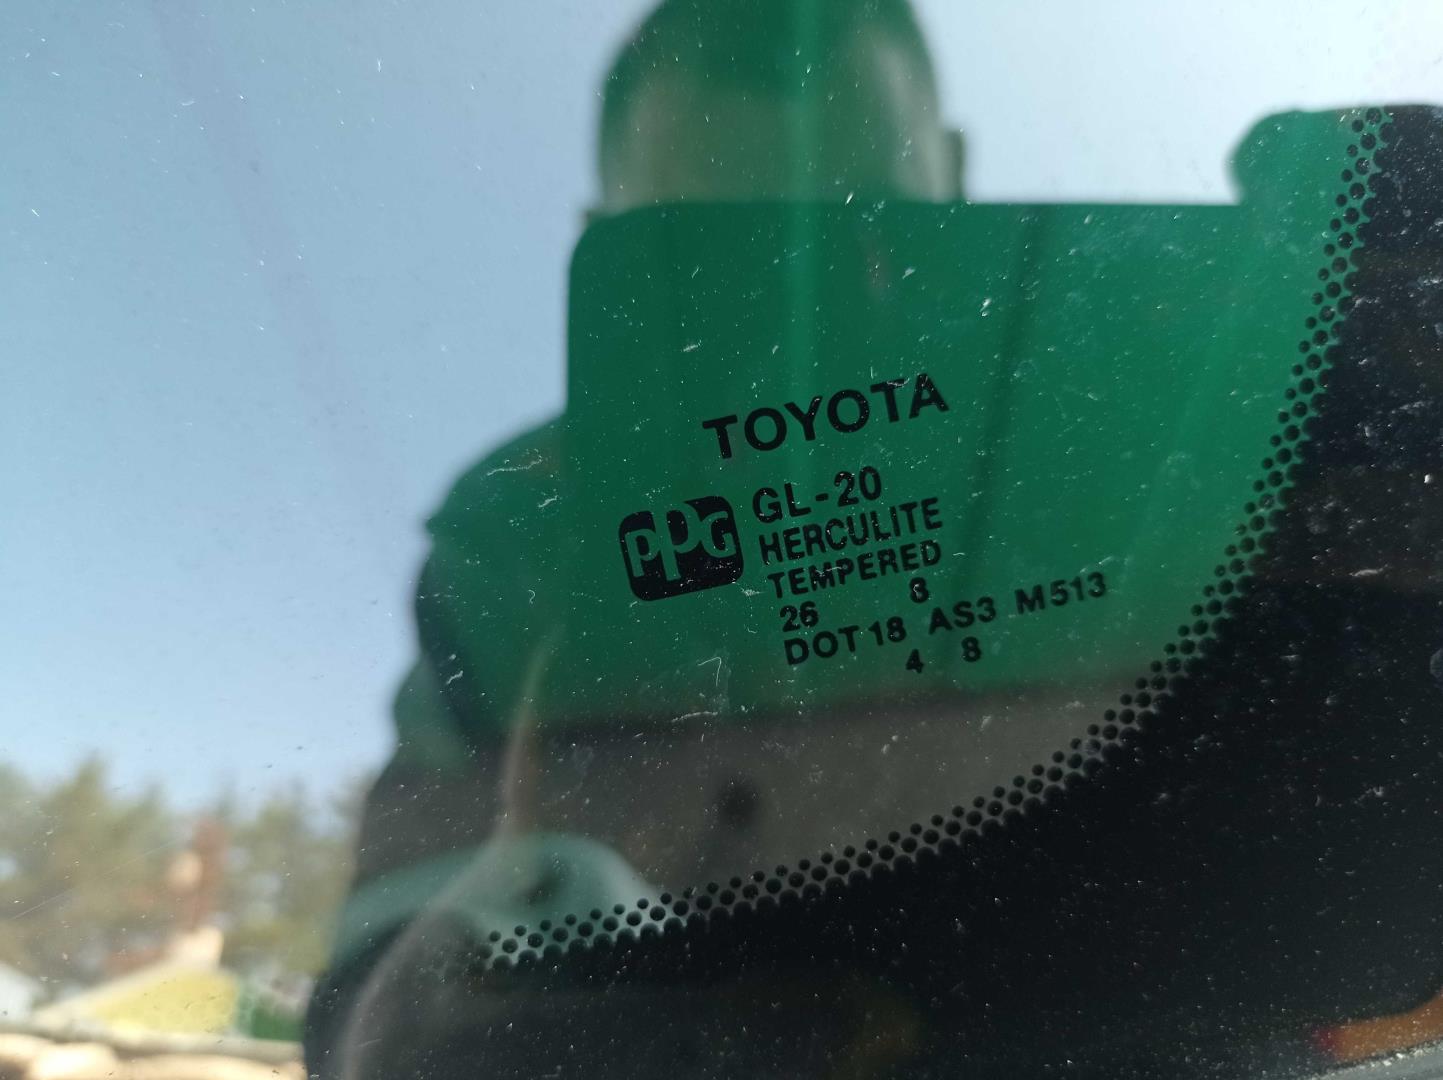 TOYOTA
PPG
GL-20
HERCULITE
TEMPERED
26 8
DOT 18 AS3 M513
4 8